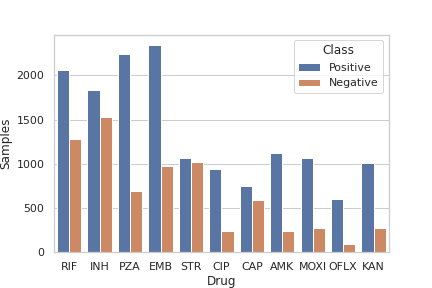 Class
Positive
Negative
2000
1500
1000
500
0
Samples
RIF INH PZA EMB STR CIP CAP AMK MOXI OFLX KAN
Drug